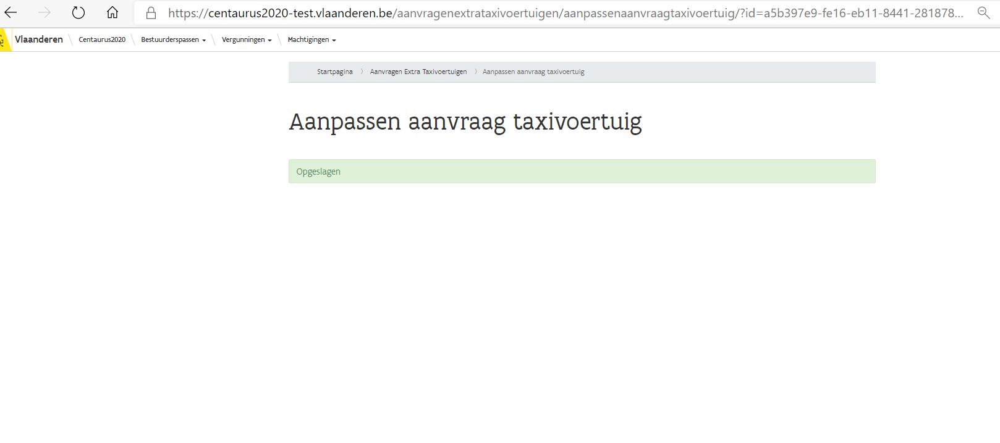 https://centaurus2020-test.vlaanderen.be/aanvragenextrataxivoertuigen/aanpassenaanvraagtaxivoertuig/?id=a5b397e9-fe16-eb11-8441-281878...
Vlaanderen Centaurus2020 Bestuurderspassen Vergunningen Machtigingen
Startpagina Aanvragen Extra Taxivoertuigen Aanpassen aanvraag taxivoertuig
Aanpassen aanvraag taxivoertuig
Opgeslagen